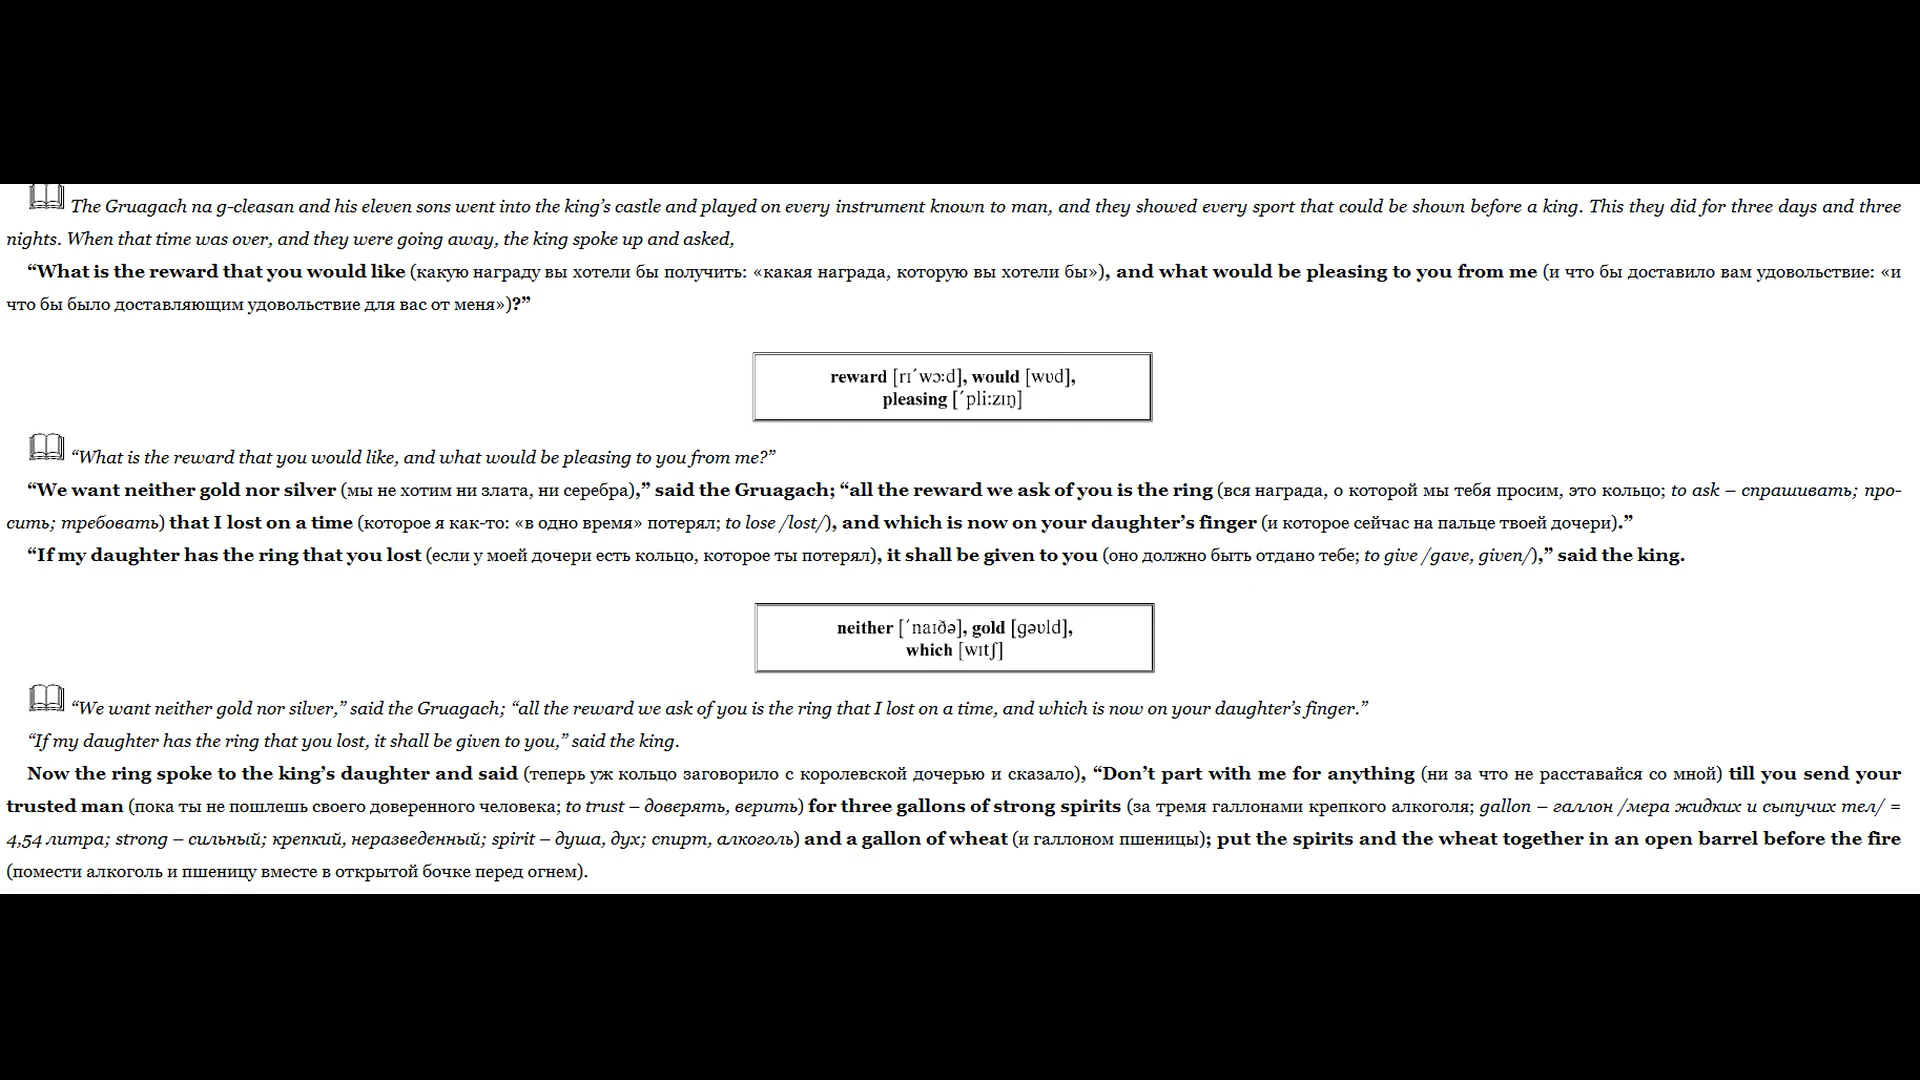 The Gruagach na g-cleasan and his eleven sons went into the king’s castle and played on every instrument known to man, and they showed every sport that could be shown before a king. This they did for three days and three
nights. When that time was over, and they were going away, the king spoke up and asked,
“What is the reward that you would like (какую награду вы хотели бы получить: «какая награда, которую вы хотели бы»), and what would be pleasing to you from me (и что бы доставило вам удовольствие: «и
что бы было доставляющим удовольствие для вас от меня»)?”
reward [rɪ´wɔ:d], would [wʊd],
pleasing [´pli:zɪŋ]
“What is the reward that you would like, and what would be pleasing to you from me?”
“We want neither gold nor silver (мы не хотим ни злата, ни серебра),” said the Gruagach; “all the reward we ask of you is the ring (вся награда, о которой мы тебя просим, это кольцо; to ask – спрашивать; про-
сить; требовать) that I lost on a time (которое я как-то: «в одно время» потерял; to lose /lost/), and which is now on your daughter’s finger (и которое сейчас на пальце твоей дочери).”
“If my daughter has the ring that you lost (если у моей дочери есть кольцо, которое ты потерял), it shall be given to you (оно должно быть отдано тебе; to give /gave, given/),” said the king.
neither [´naɪðə], gold [gəʊld],
which [wɪtʃ]
“We want neither gold nor silver,” said the Gruagach; “all the reward we ask of you is the ring that I lost on a time, and which is now on your daughter’s finger.”
“If my daughter has the ring that you lost, it shall be given to you,” said the king.
Now the ring spoke to the king’s daughter and said (теперь уж кольцо заговорило с королевской дочерью и сказало), “Don’t part with me for anything (ни за что не расставайся со мной) till you send your
trusted man (пока ты не пошлешь своего доверенного человека; to trust – доверять, верить) for three gallons of strong spirits (за тремя галлонами крепкого алкоголя; gallon – галлон /мера жидких и сыпучих тел/ =
4,54 литра; strong – сильный; крепкий, неразведенный; spirit – душа, дух; спирт, алкоголь) and a gallon of wheat (и галлоном пшеницы); put the spirits and the wheat together in an open barrel before the fire
(помести алкоголь и пшеницу вместе в открытой бочке перед огнем).